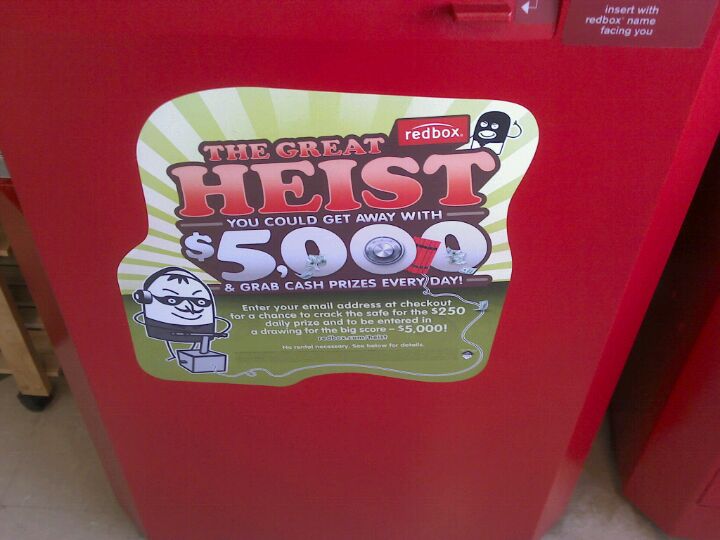 insert with
redbox® name
facing you
redbox.
THE GREAT
HEIST
YOU COULD GET AWAY WITH
$5,000
& GRAB CASH PRIZES EVERY DAY!
Enter your email address at checkout
for a chance to crack the safe for the $250
daily prize and to be entered in
a drawing for the big score – $5,000!
redbox.com/heist
No rental necessary. See below for details.